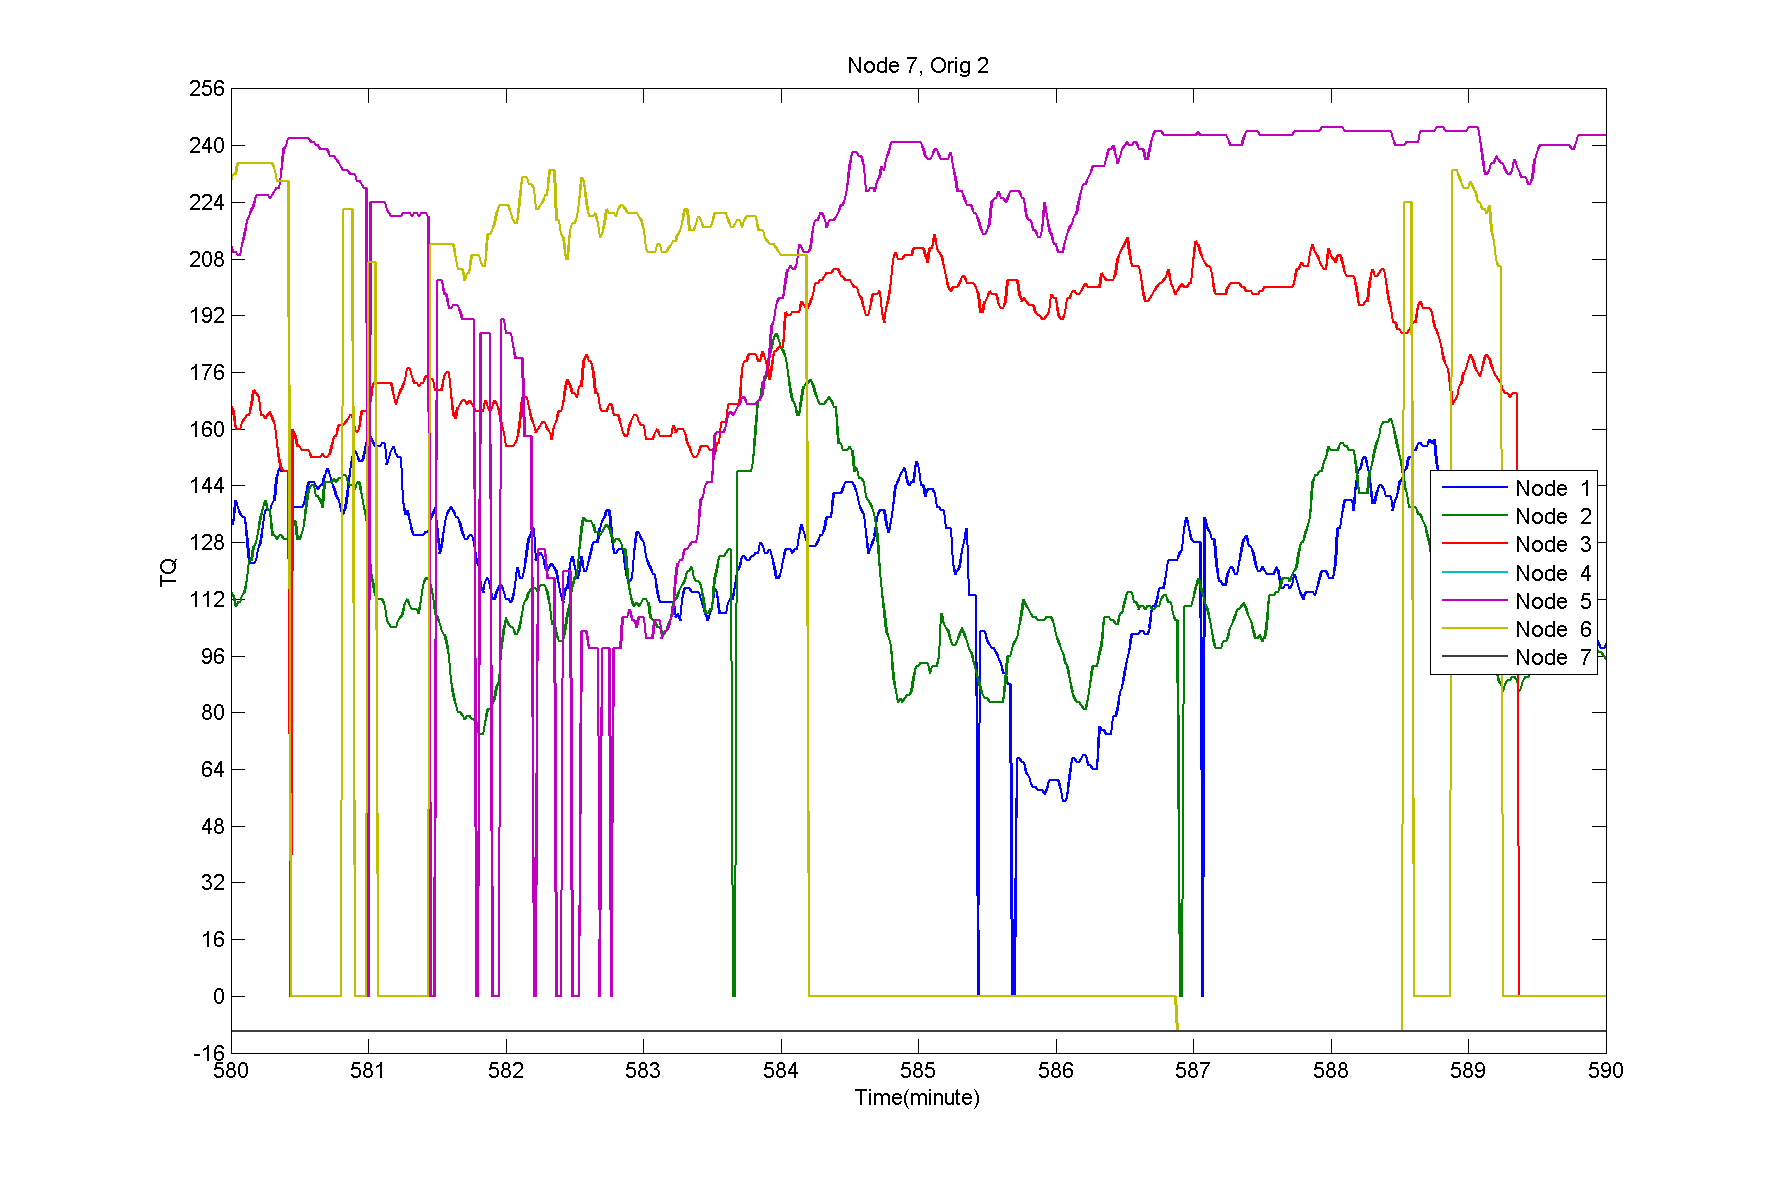 Node 7, Orig 2
256
240
224
208
192
176
160
144
128
112
96
80
64
48
32
16
0
-16
TQ
580 581 582 583 584 585 586 587 588 589 590
Time(minute)
Node 1
Node 2
Node 3
Node 4
Node 5
Node 6
Node 7